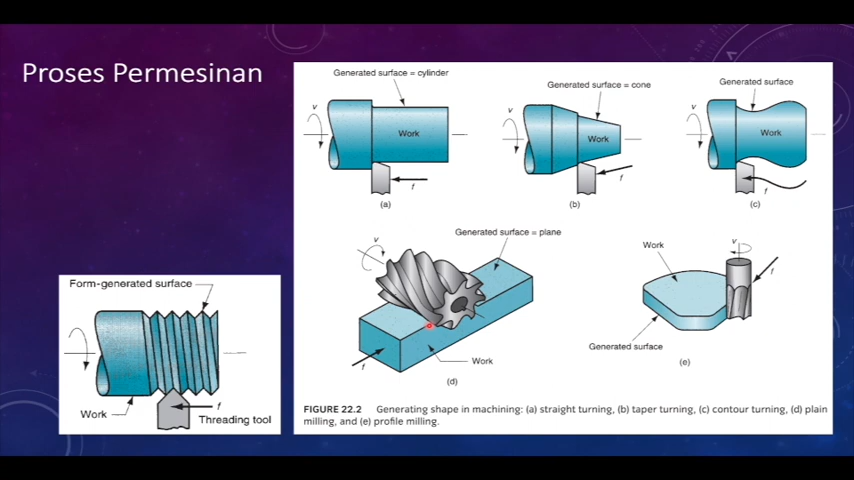 Proses Permesinan
Generated surface = cylinder
v
Work
f
(a)
Generated surface = cone
v
Work
f
(b)
Generated surface
v
Work
f
(c)
Generated surface = plane
v
Work
f
(d)
Work
v
f
Generated surface
(e)
FIGURE 22.2 Generating shape in machining: (a) straight turning, (b) taper turning, (c) contour turning, (d) plain
milling, and (e) profile milling.
Form-generated surface
Work
f
Threading tool